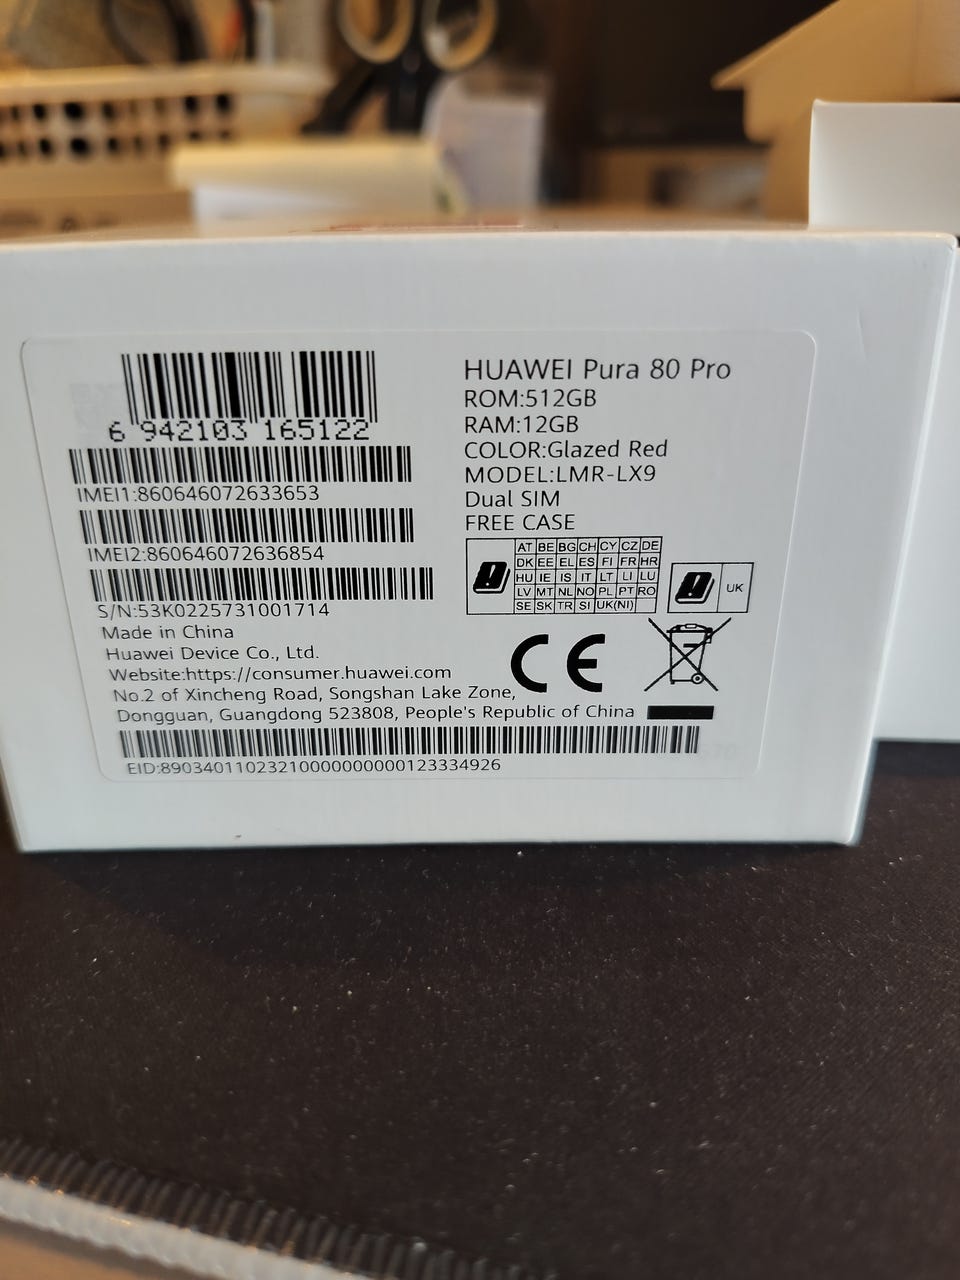 6 942103 165122
IMEI1:860646072633653
IMEI2:860646072636854
S/N:53K0225731001714
Made in China
Huawei Device Co., Ltd.
Website:https://consumer.huawei.com
No.2 of Xincheng Road, Songshan Lake Zone,
Dongguan, Guangdong 523808, People's Republic of China
EID:89034011023210000000000123334926
HUAWEI Pura 80 Pro
ROM:512GB
RAM:12GB
COLOR:Glazed Red
MODEL:LMR-LX9
Dual SIM
FREE CASE
AT BE BG CH CY CZ DE
DK EE EL ES FI FR HR
HU IE IS IT LT LI LU
LV MT NL NO PL PT RO
SE SK TR SI UK(NI)
UK
CE